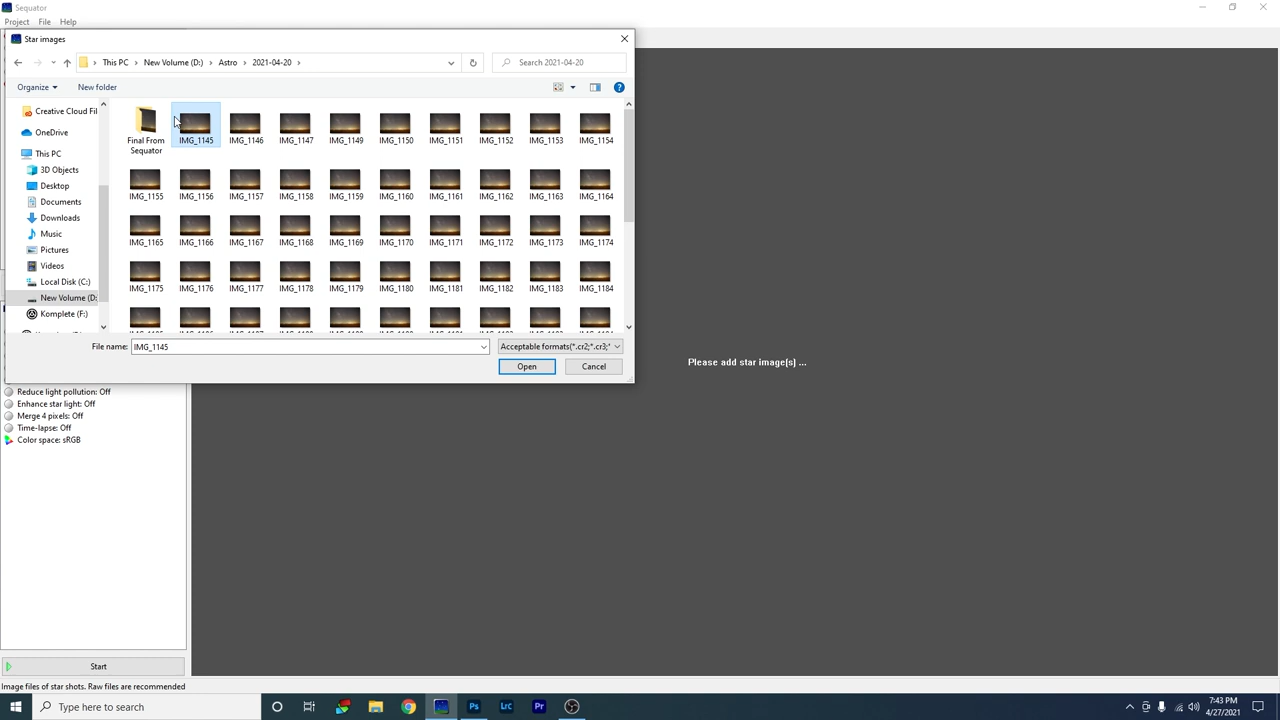 Sequator
Project File Help
Star images
This PC > New Volume (D:) > Astro > 2021-04-20 >
Search 2021-04-20
Organize
New folder
Creative Cloud Fil
OneDrive
This PC
3D Objects
Desktop
Documents
Downloads
Music
Pictures
Videos
Local Disk (C:)
New Volume (D:
Komplete (F:)
Final From
Sequator
IMG_1145 IMG_1146 IMG_1147 IMG_1149 IMG_1150 IMG_1151 IMG_1152 IMG_1153 IMG_1154
IMG_1155 IMG_1156 IMG_1157 IMG_1158 IMG_1159 IMG_1160 IMG_1161 IMG_1162 IMG_1163 IMG_1164
IMG_1165 IMG_1166 IMG_1167 IMG_1168 IMG_1169 IMG_1170 IMG_1171 IMG_1172 IMG_1173 IMG_1174
IMG_1175 IMG_1176 IMG_1177 IMG_1178 IMG_1179 IMG_1180 IMG_1181 IMG_1182 IMG_1183 IMG_1184
File name: IMG_1145
Acceptable formats(*.cr2;*.cr3;*
Open Cancel
Please add star image(s) ...
Reduce light pollution: Off
Enhance star light: Off
Merge 4 pixels: Off
Time-lapse: Off
Color space: sRGB
Start
Image files of star shots. Raw files are recommended
Type here to search
Ps
LrC
Pr
7:43 PM
4/27/2021